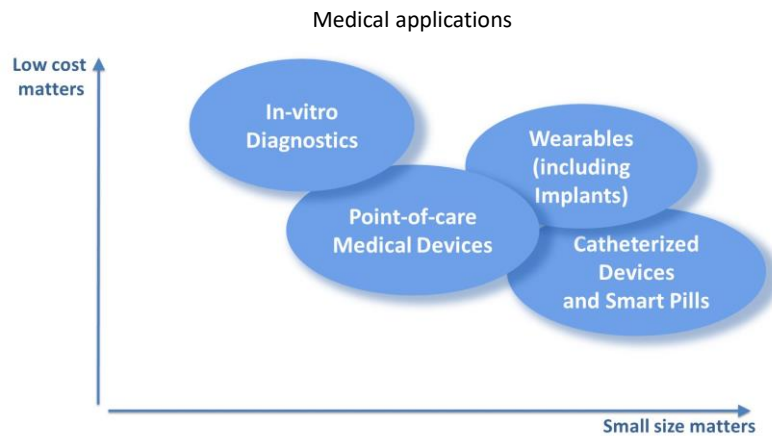 Medical applications
Low cost
matters
In-vitro
Diagnostics
Wearables
(including
Implants)
Point-of-care
Medical Devices
Catheterized
Devices
and Smart Pills
Small size matters